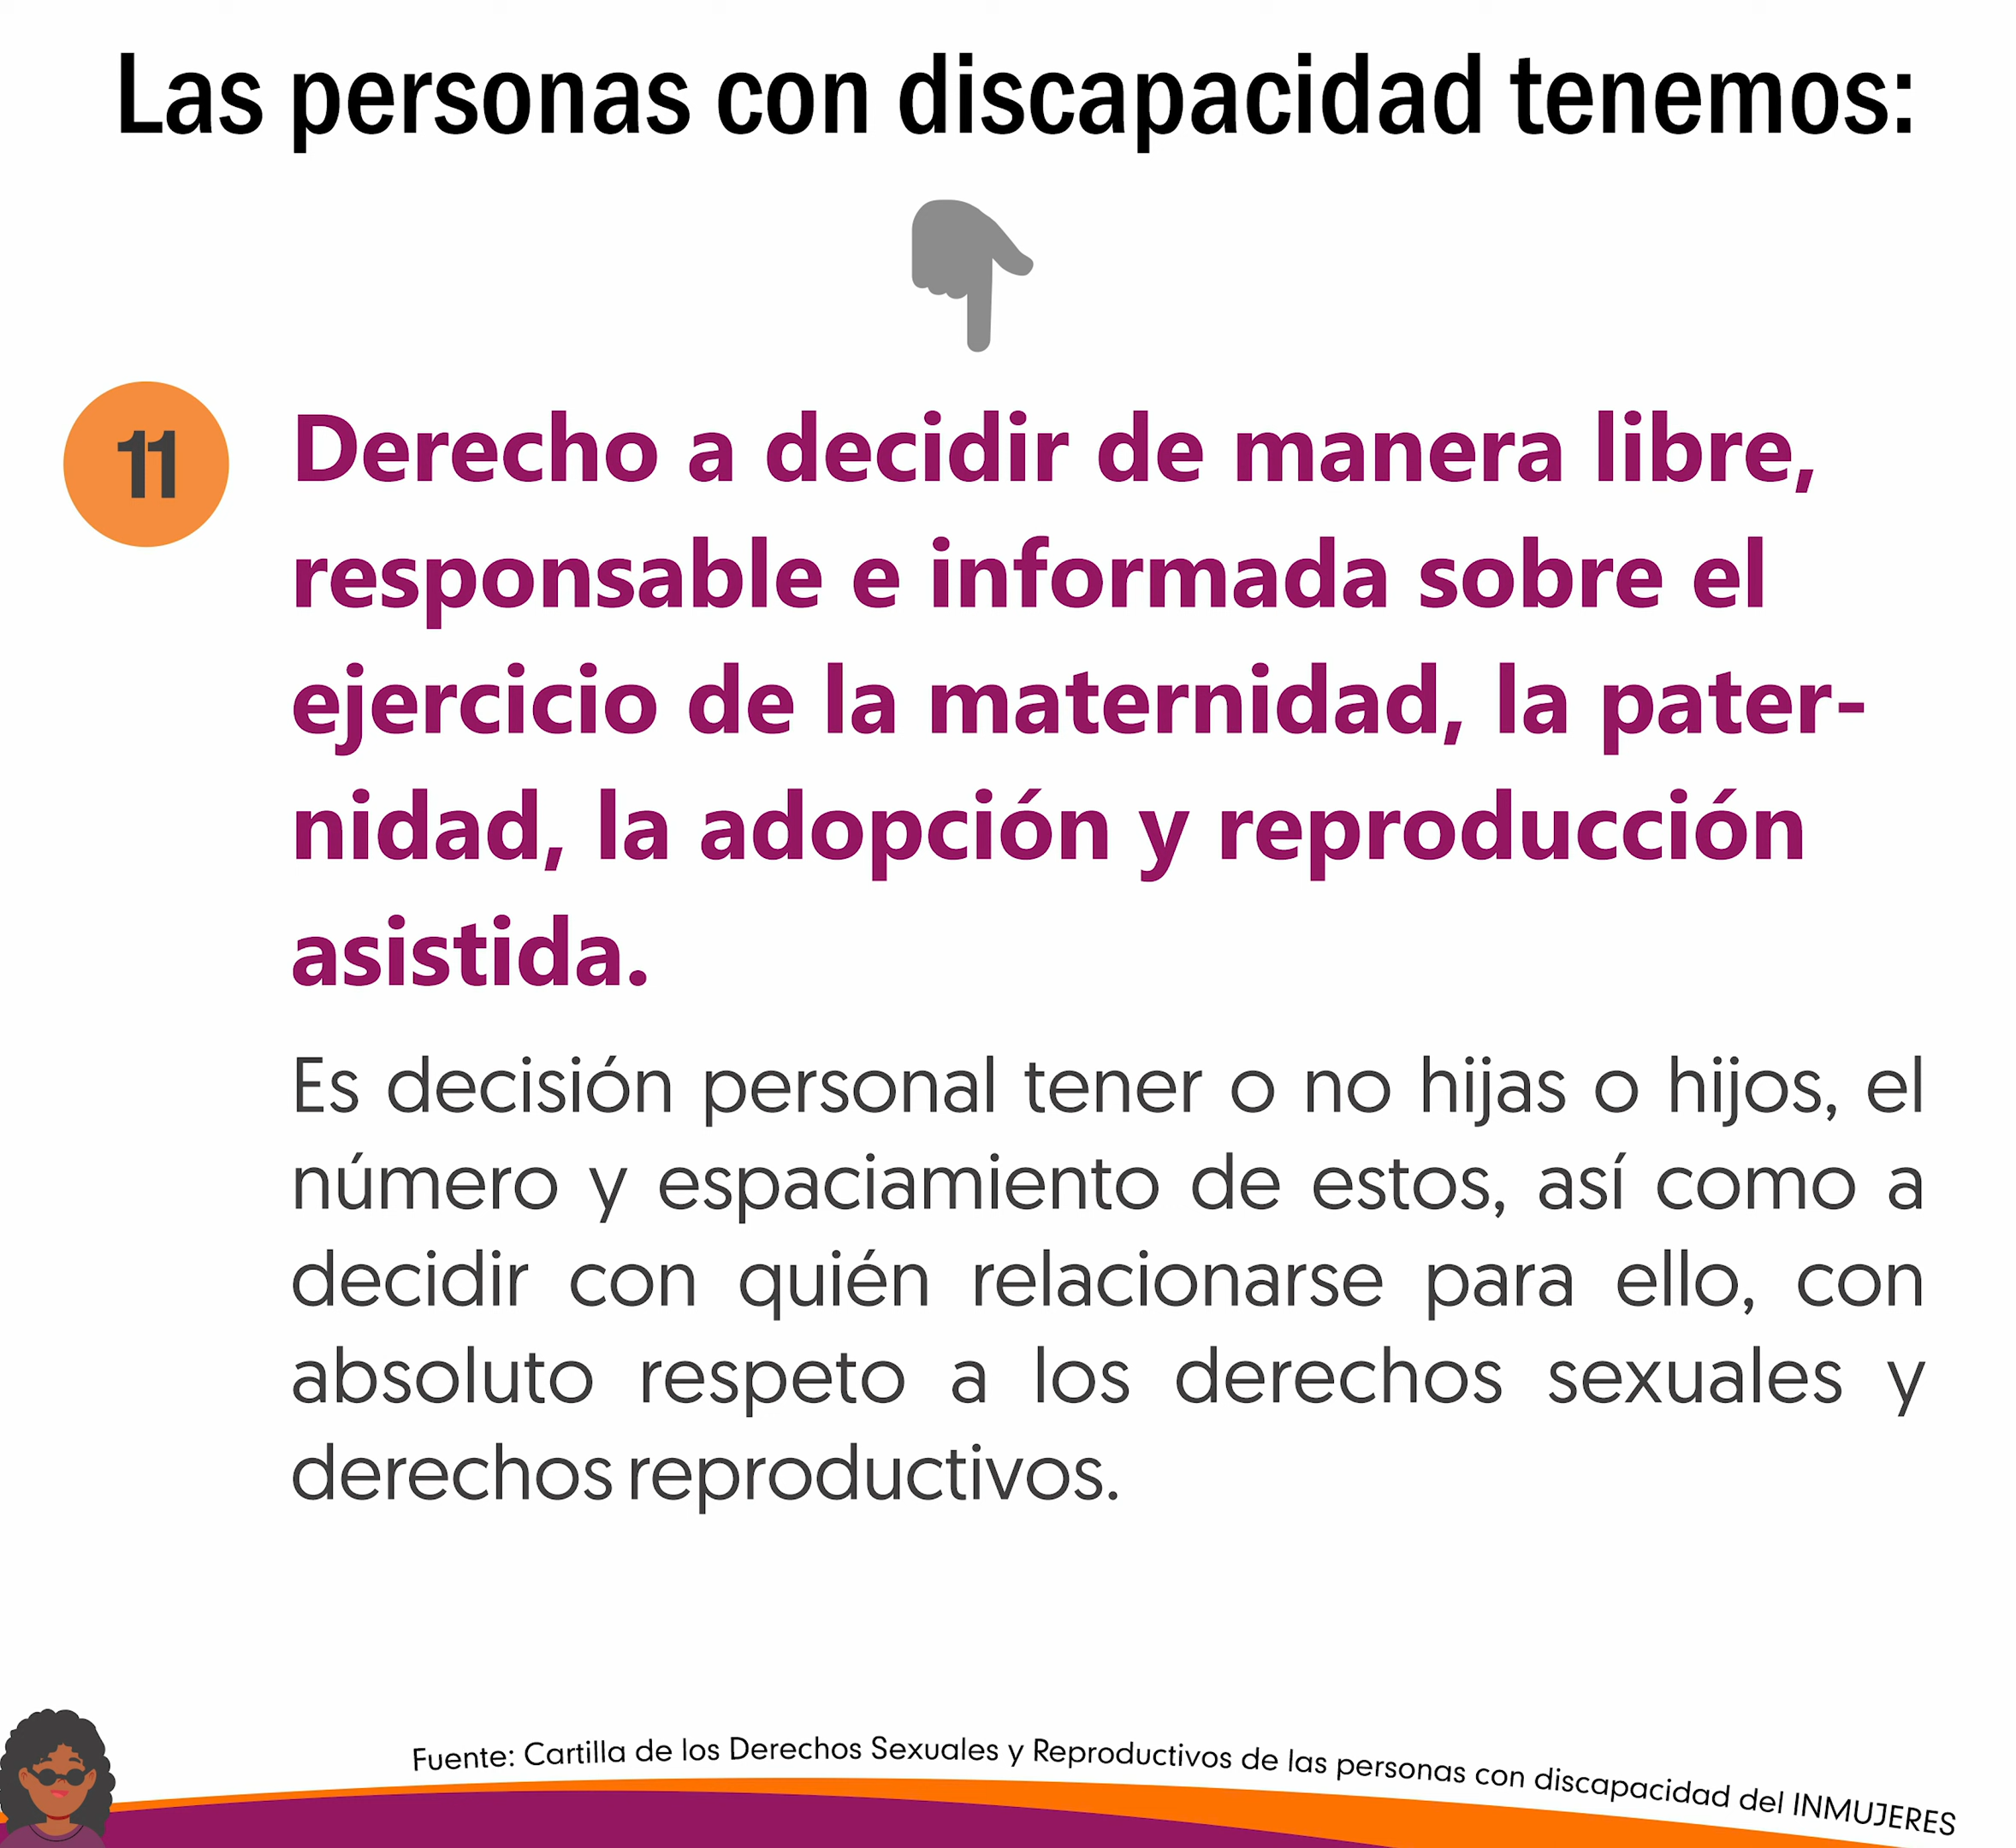 Las personas con discapacidad tenemos:
11
Derecho a decidir de manera libre,
responsable e informada sobre el
ejercicio de la maternidad, la pater-
nidad, la adopción y reproducción
asistida.
Es decisión personal tener o no hijas o hijos, el
número y espaciamiento de estos, así como a
decidir con quién relacionarse para ello, con
absoluto respeto a los derechos sexuales y
derechos reproductivos.
Fuente: Cartilla de los Derechos Sexuales y Reproductivos de las personas con discapacidad del INMUJERES